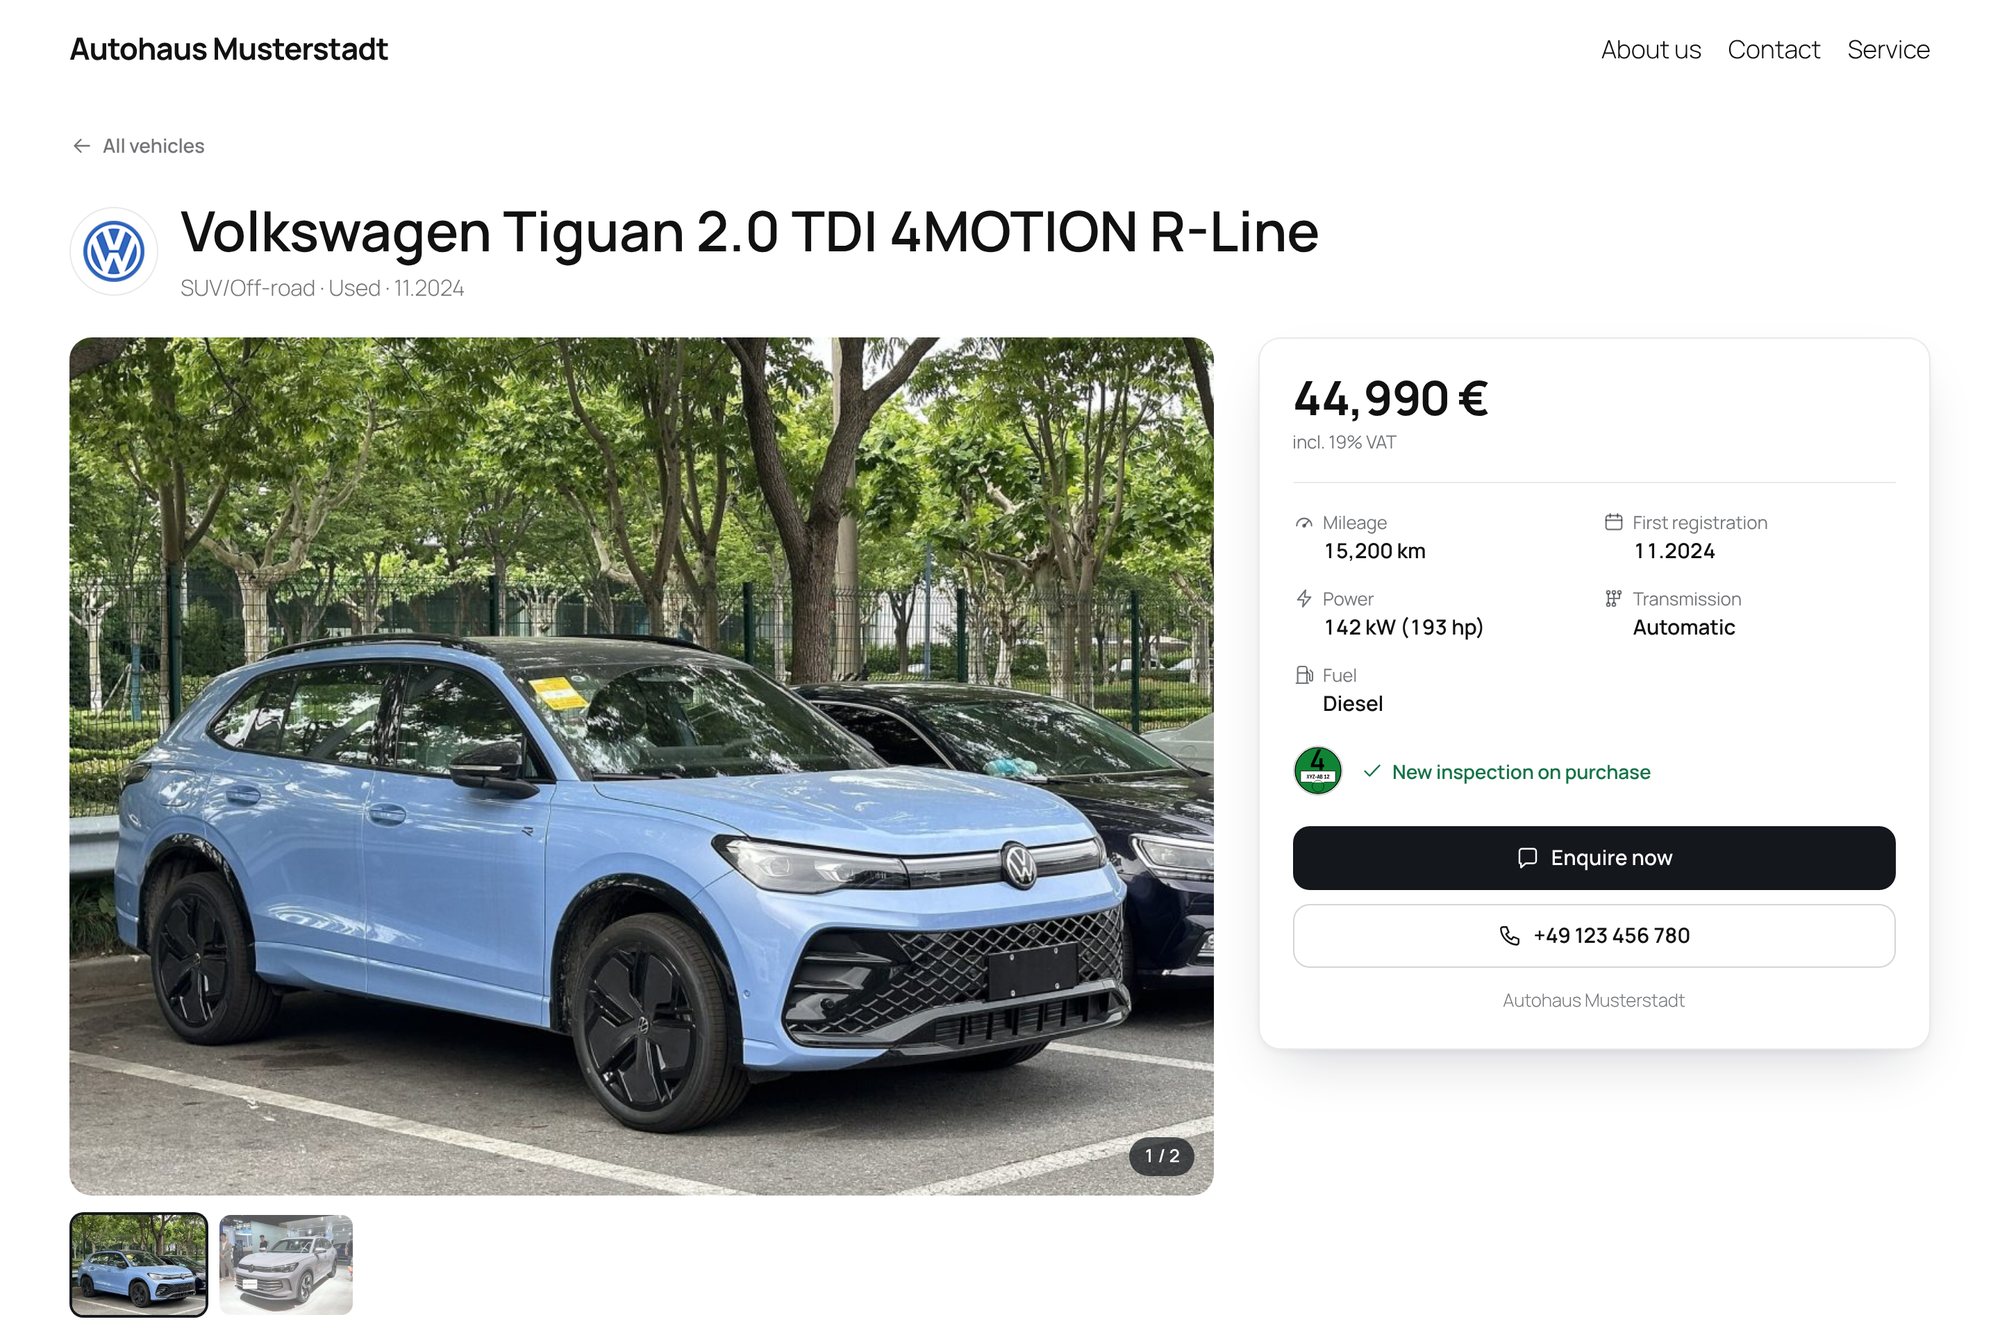 Autohaus Musterstadt
About us Contact Service
All vehicles
Volkswagen Tiguan 2.0 TDI 4MOTION R-Line
SUV/Off-road · Used · 11.2024
44,990 €
incl. 19% VAT
Mileage
15,200 km
First registration
11.2024
Power
142 kW (193 hp)
Transmission
Automatic
Fuel
Diesel
4
XYZ-AB 12
New inspection on purchase
Enquire now
+49 123 456 780
Autohaus Musterstadt
1 / 2